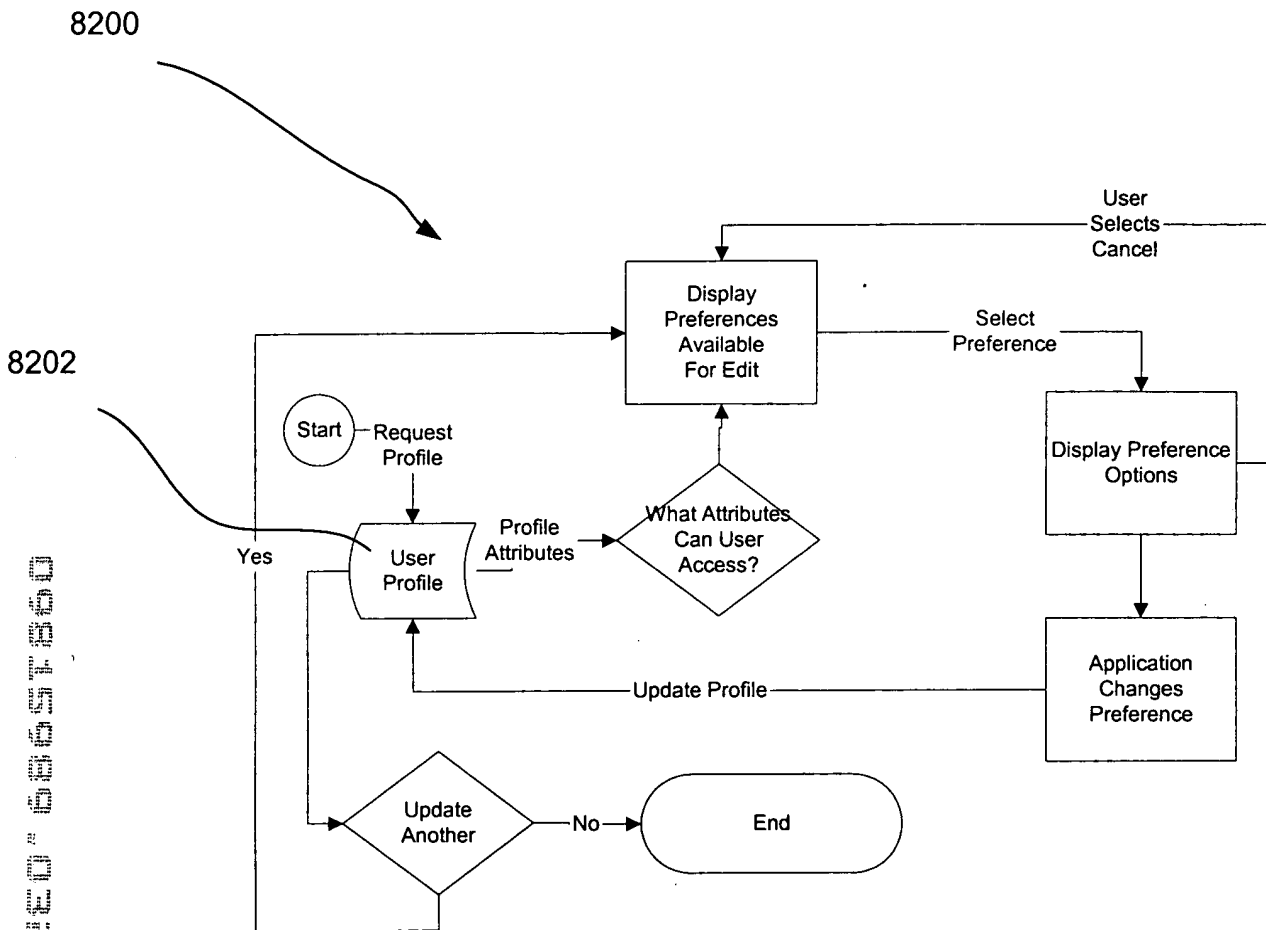 8200
User
Selects
Cancel
Display
Preferences
Available
For Edit
Select
Preference
8202
Start
Request
Profile
Display Preference
Options
What Attributes
Can User
Access?
Profile
Attributes
User
Profile
Yes
Application
Changes
Preference
Update Profile
Update
Another
No
End